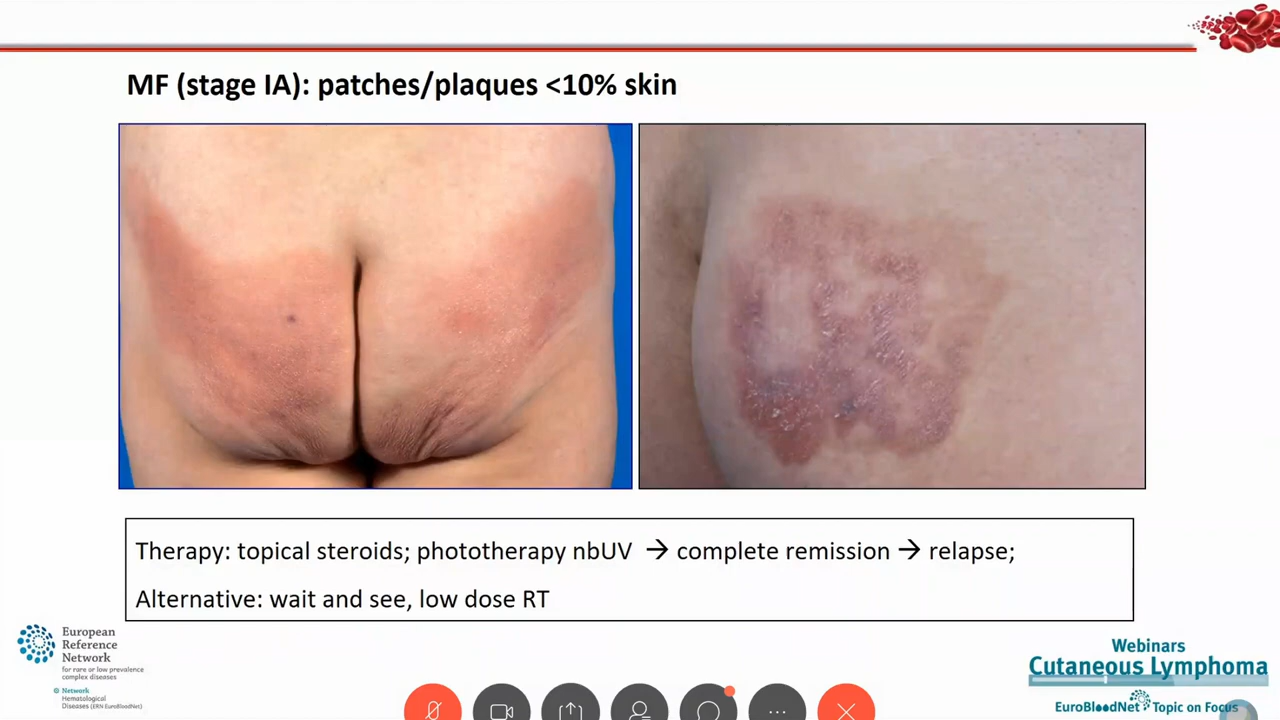 MF (stage IA): patches/plaques <10% skin
Therapy: topical steroids; phototherapy nbUV → complete remission → relapse;
Alternative: wait and see, low dose RT
European
Reference
Network
for rare or low prevalence
complex diseases
Network
Hematological
Diseases (ERN-EuroBloodNet)
Webinars
Cutaneous Lymphoma
EuroBloodNet Topic on Focus